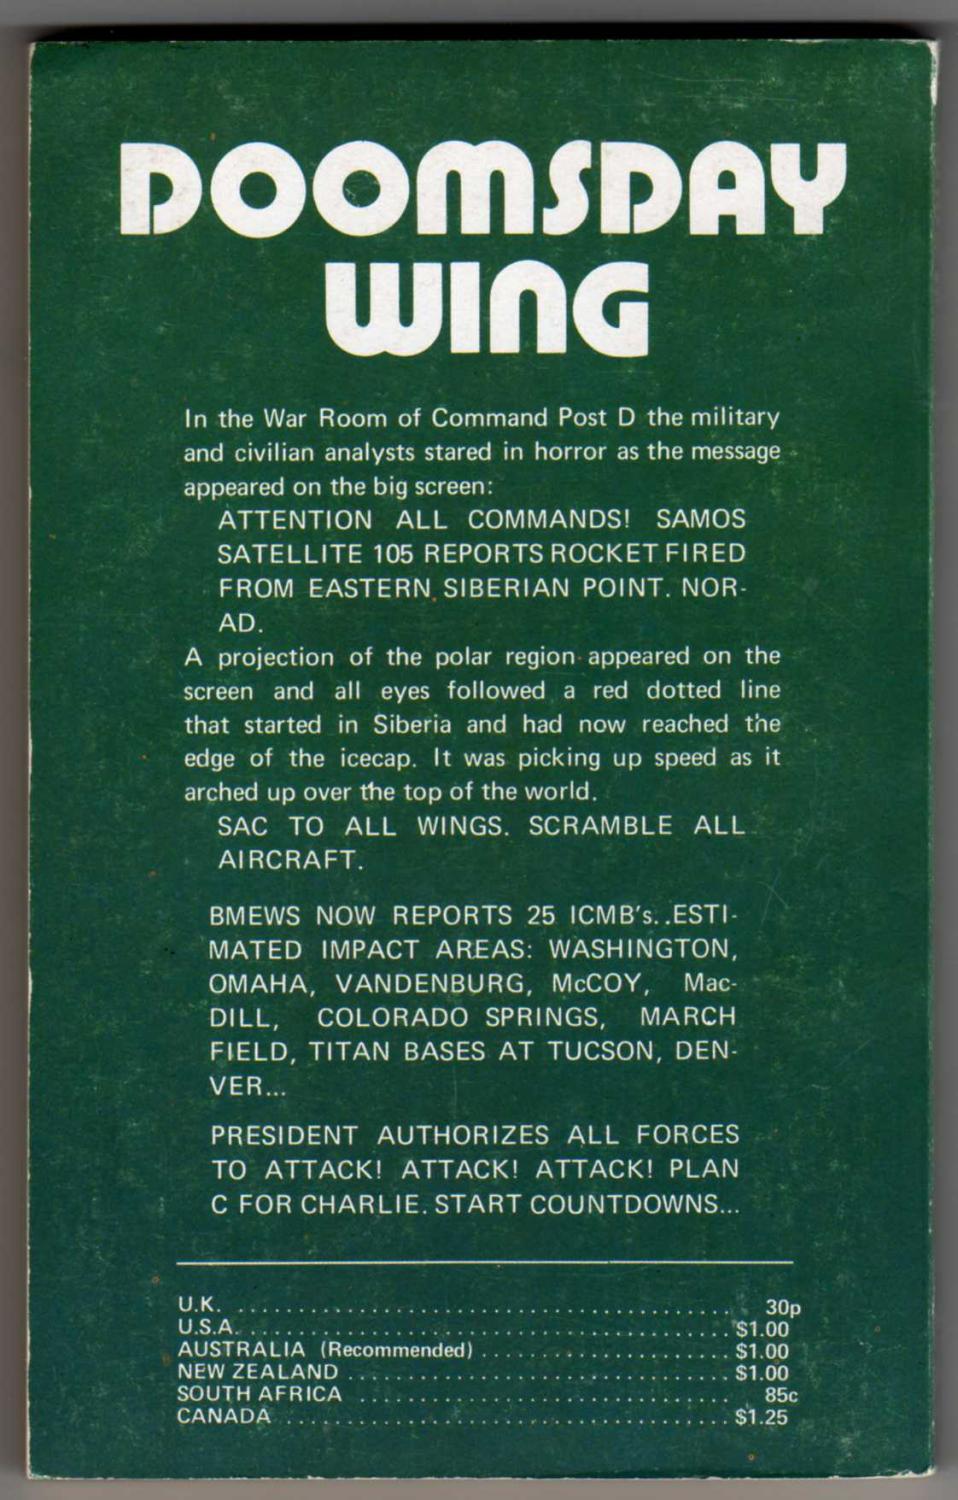 DOOMSDAY
WING
In the War Room of Command Post D the military
and civilian analysts stared in horror as the message
appeared on the big screen:
ATTENTION ALL COMMANDS! SAMOS
SATELLITE 105 REPORTS ROCKET FIRED
FROM EASTERN SIBERIAN POINT. NOR-
AD.
A projection of the polar region appeared on the
screen and all eyes followed a red dotted line
that started in Siberia and had now reached the
edge of the icecap. It was picking up speed as it
arched up over the top of the world.
SAC TO ALL WINGS. SCRAMBLE ALL
AIRCRAFT.
BMEWS NOW REPORTS 25 ICMB's..ESTI-
MATED IMPACT AREAS: WASHINGTON,
OMAHA, VANDENBURG, McCOY, Mac-
DILL, COLORADO SPRINGS, MARCH
FIELD, TITAN BASES AT TUCSON, DEN-
VER...
PRESIDENT AUTHORIZES ALL FORCES
TO ATTACK! ATTACK! ATTACK! PLAN
C FOR CHARLIE. START COUNTDOWNS...
U.K. ........................................ 30p
U.S.A. ........................................ $1.00
AUSTRALIA (Recommended) ..................... $1.00
NEW ZEALAND ................................ $1.00
SOUTH AFRICA ............................... 85c
CANADA ..................................... $1.25